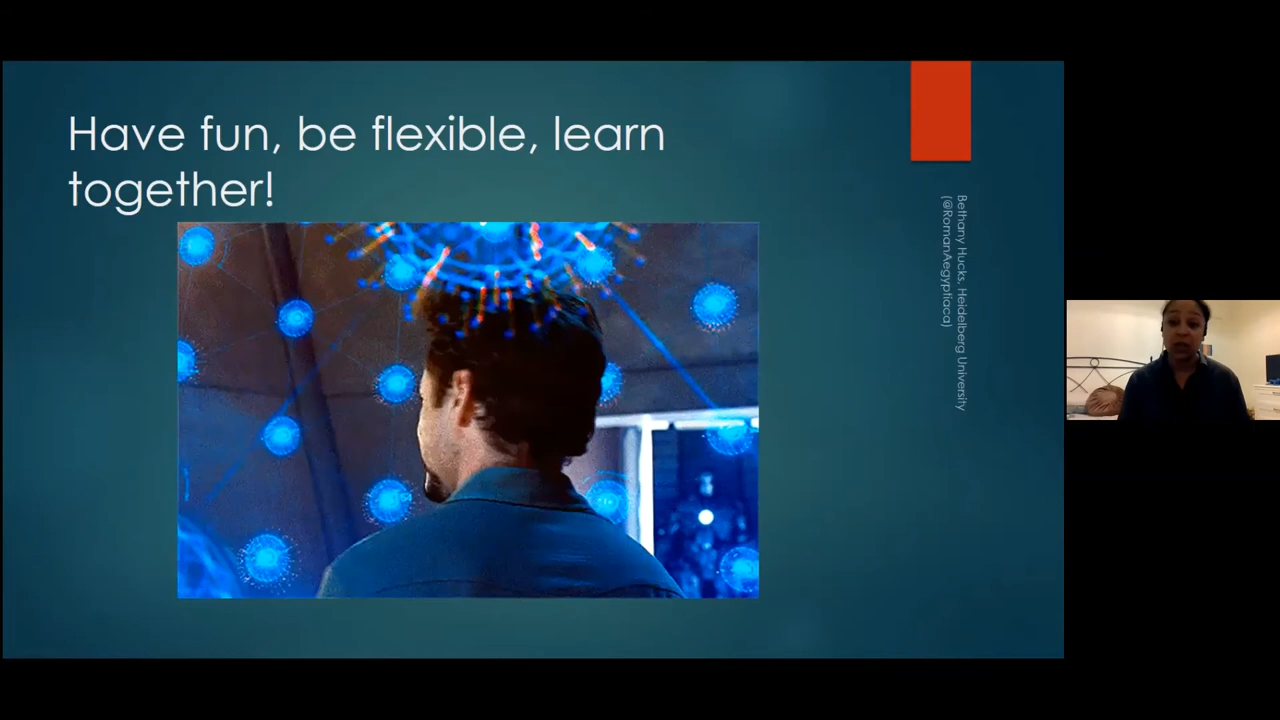 Have fun, be flexible, learn
together!
Bethany Hucks, Heidelberg University
(@RomanAegyptiaca)